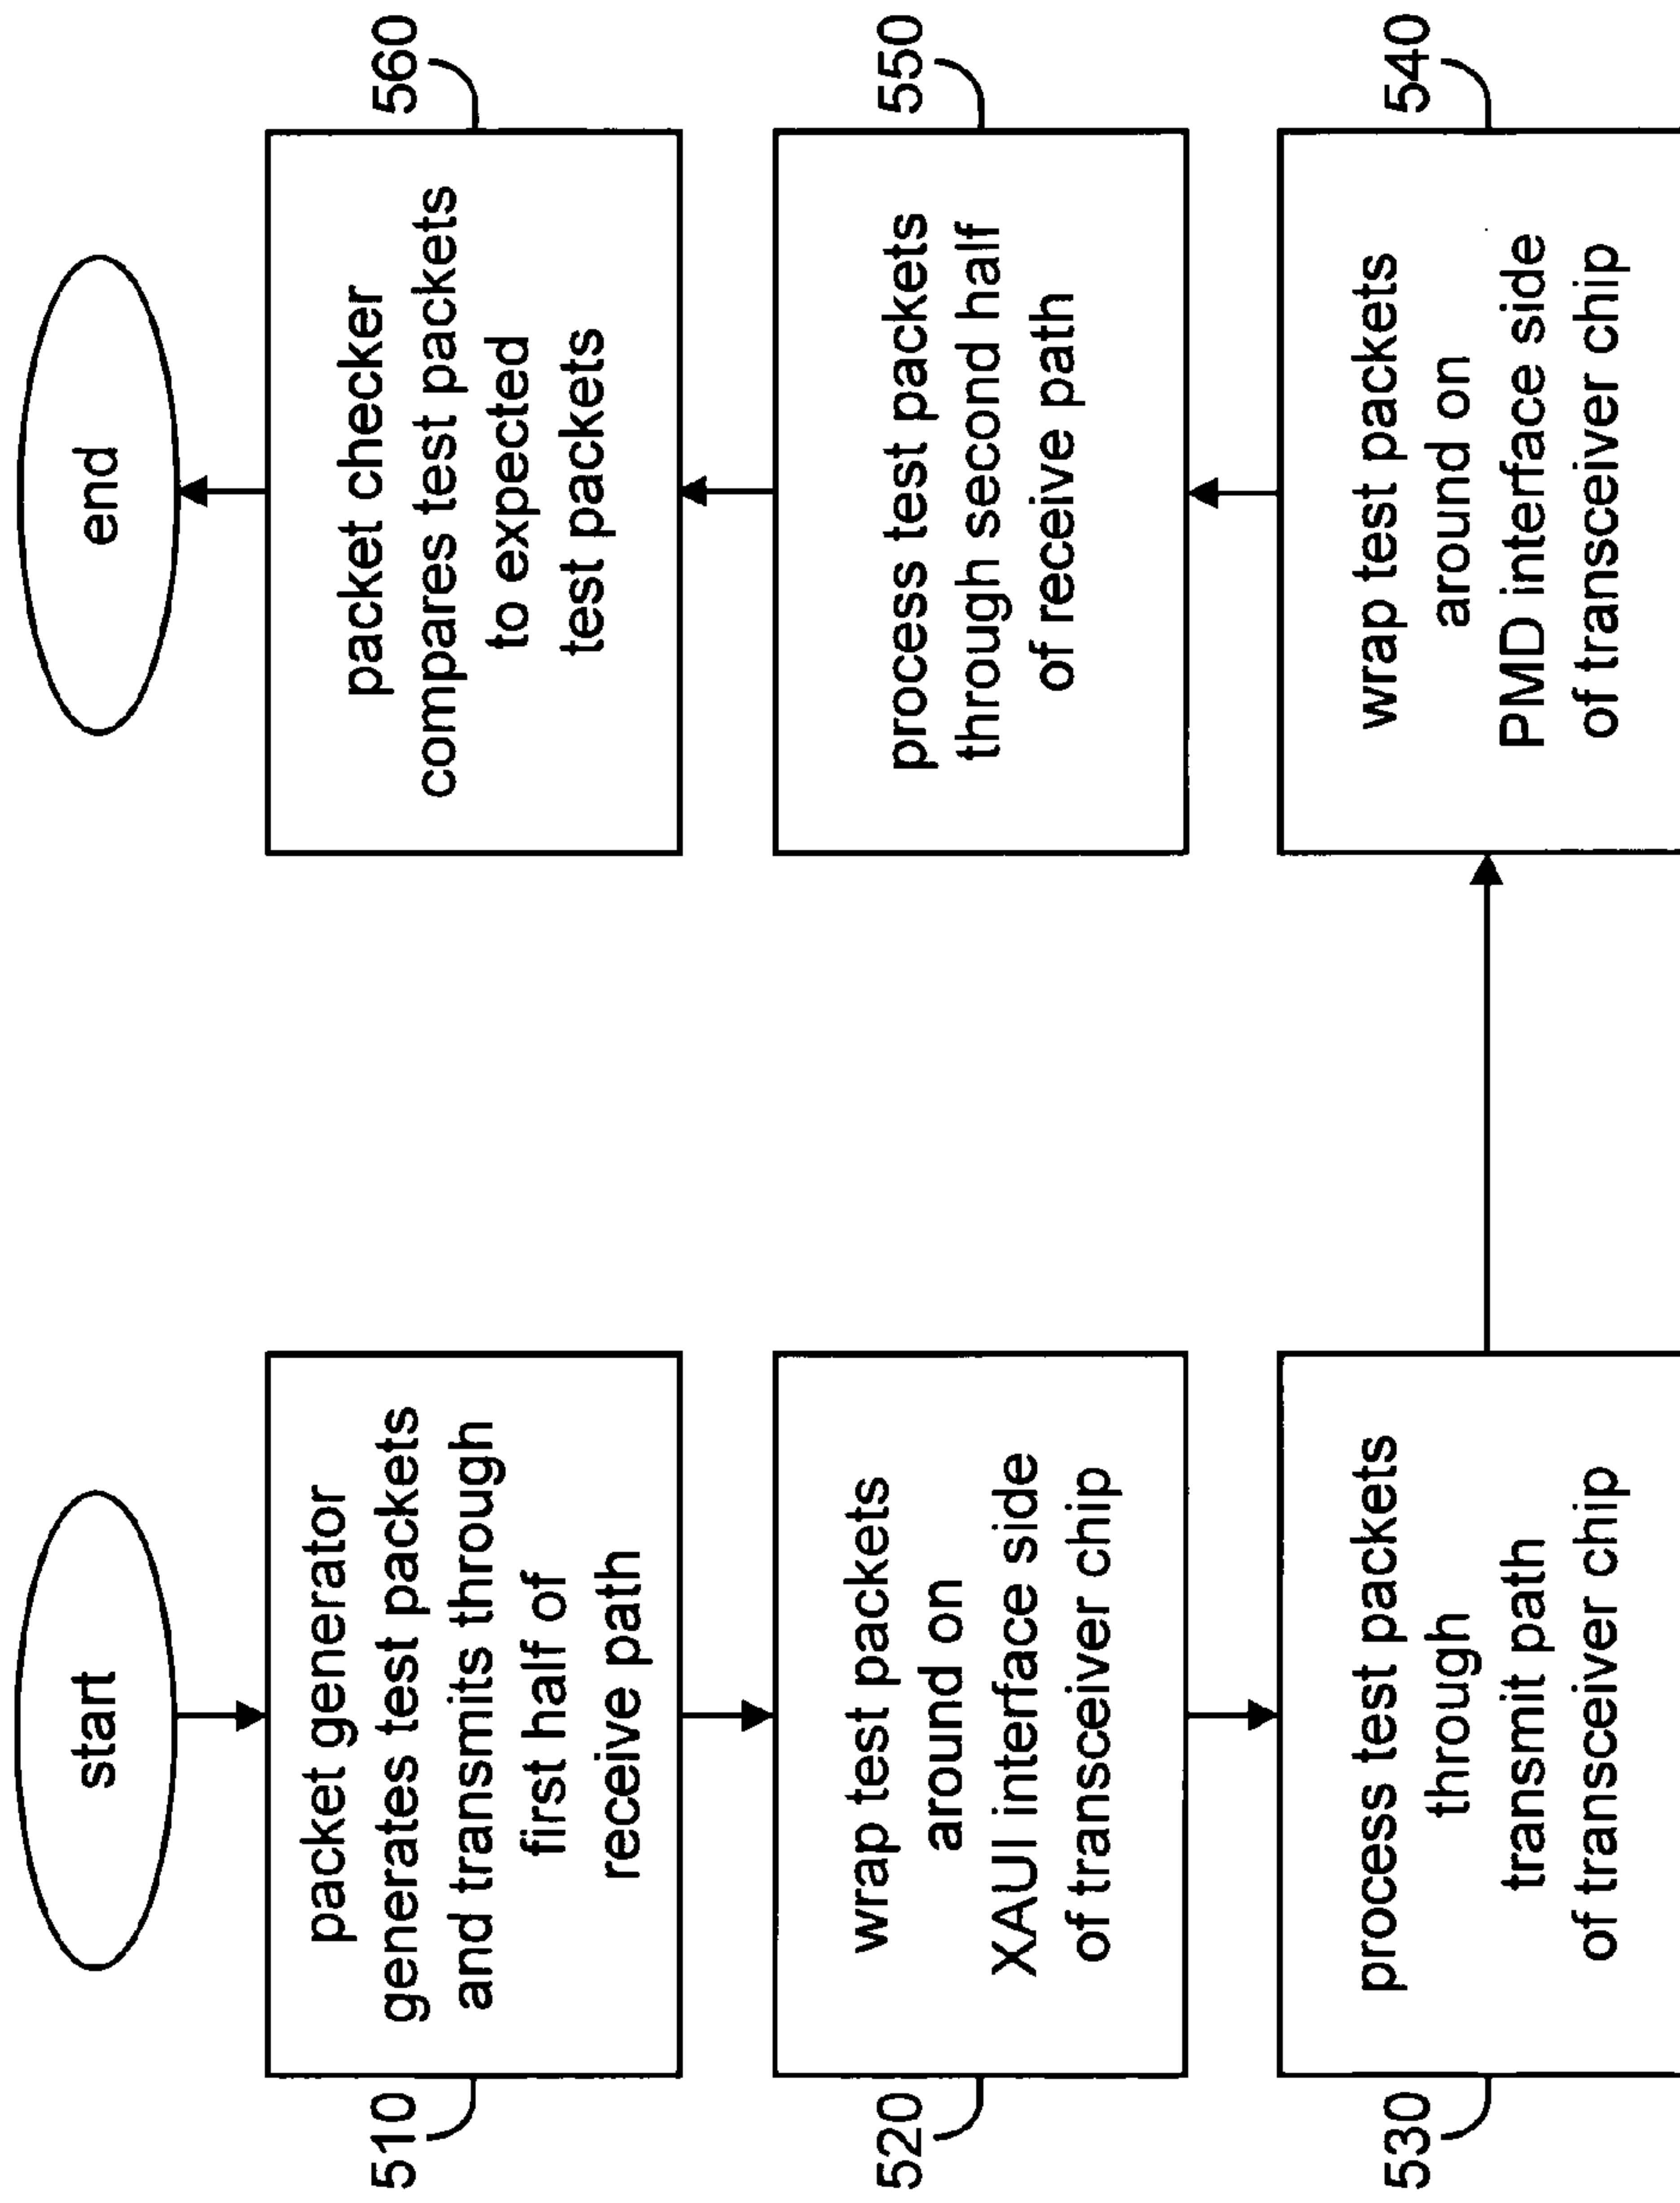 start
510
packet generator
generates test packets
and transmits through
first half of
receive path
520
wrap test packets
around on
XAUI interface side
of transceiver chip
530
process test packets
through
transmit path
of transceiver chip
540
wrap test packets
around on
PMD interface side
of transceiver chip
550
process test packets
through second half
of receive path
560
packet checker
compares test packets
to expected
test packets
end